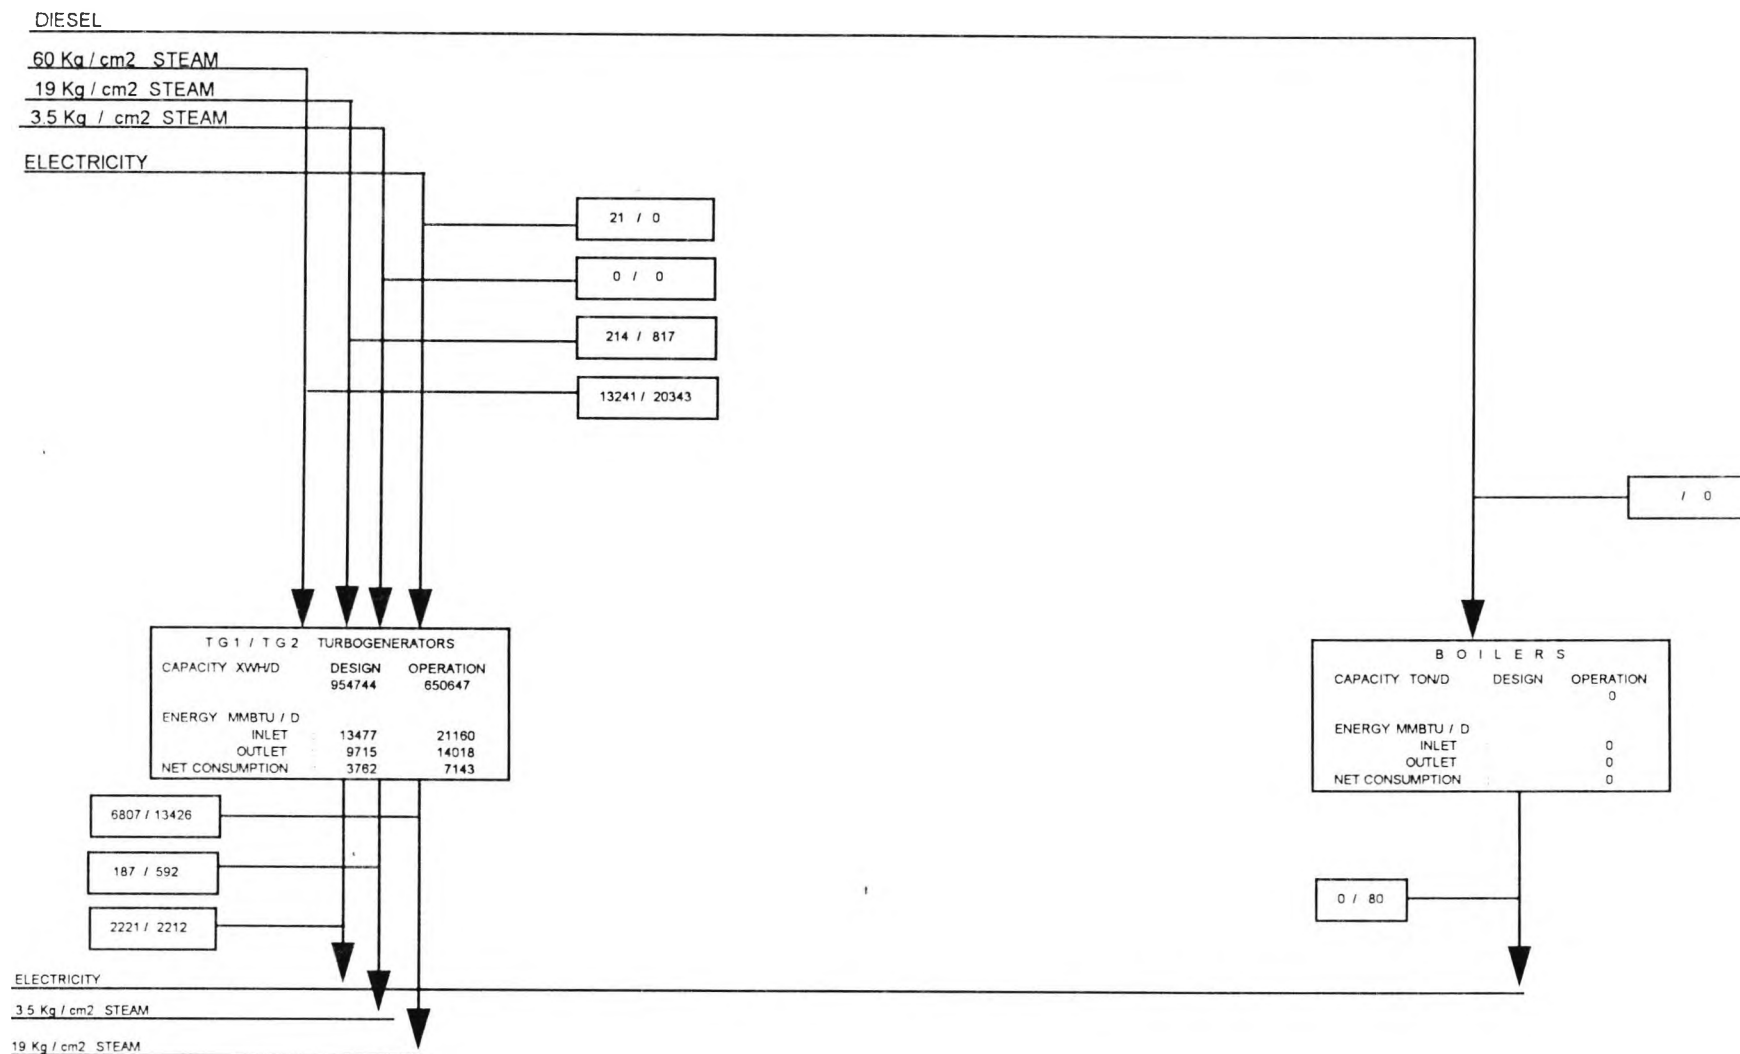 DIESEL
60 Kg / cm2 STEAM
19 Kg / cm2 STEAM
3.5 Kg / cm2 STEAM
ELECTRICITY
21 / 0
0 / 0
214 / 817
13241 / 20343
/ 0
TG1 / TG2 TURBOGENERATORS
CAPACITY XWH/D DESIGN OPERATION
954744 650647
ENERGY MMBTU / D
INLET 13477 21160
OUTLET 9715 14018
NET CONSUMPTION 3762 7143
BOILERS
CAPACITY TON/D DESIGN OPERATION
0
ENERGY MMBTU / D
INLET 0
OUTLET 0
NET CONSUMPTION 0
6807 / 13426
187 / 592
2221 / 2212
0 / 80
ELECTRICITY
3.5 Kg / cm2 STEAM
19 Kg / cm2 STEAM